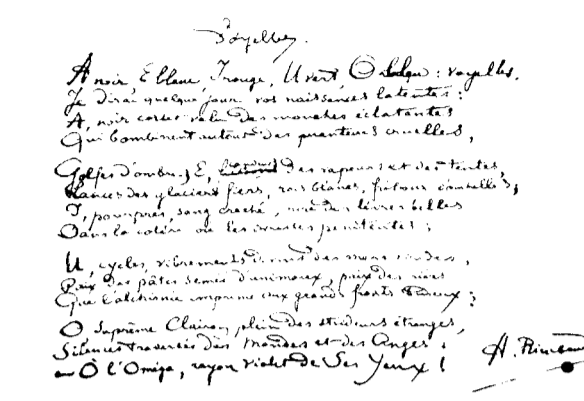 Voyelles
A noir, E blanc, I rouge, U vert, O bleu : voyelles,
Je dirai quelque jour vos naissances latentes :
A, noir corset velu des mouches éclatantes
Qui bombinent autour des puanteurs cruelles,
Golfes d'ombre ; E, candeurs des vapeurs et des tentes,
Lances des glaciers fiers, rois blancs, frissons d'ombelles ;
I, pourpres, sang craché, rire des lèvres belles
Dans la colère ou les ivresses pénitentes ;
U, cycles, vibrements divins des mers virides,
Paix des pâtis semés d'animaux, paix des rides
Que l'alchimie imprime aux grands fronts studieux ;
O, Suprême Clairon plein des strideurs étranges,
Silences traversés des Mondes et des Anges :
— O l'Oméga, rayon violet de Ses Yeux !
A. Rimbaud